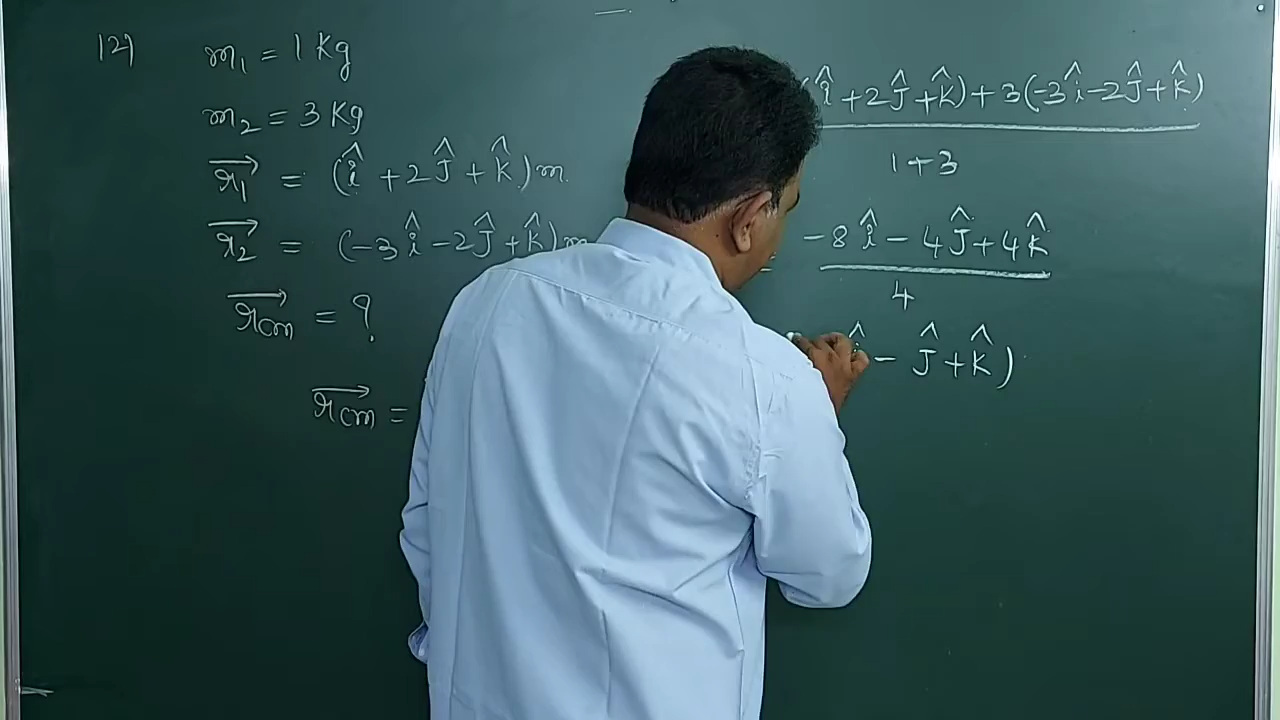 12)
m₁ = 1 Kg
m₂ = 3 Kg
r₁→ = (î + 2ĵ + k̂) m.
r₂→ = (-3î - 2ĵ + k̂) m
r→cm = ?
r→cm =
(î + 2ĵ + k̂) + 3(-3î - 2ĵ + k̂)
1 + 3
= -8î - 4ĵ + 4k̂
4
î - ĵ + k̂)